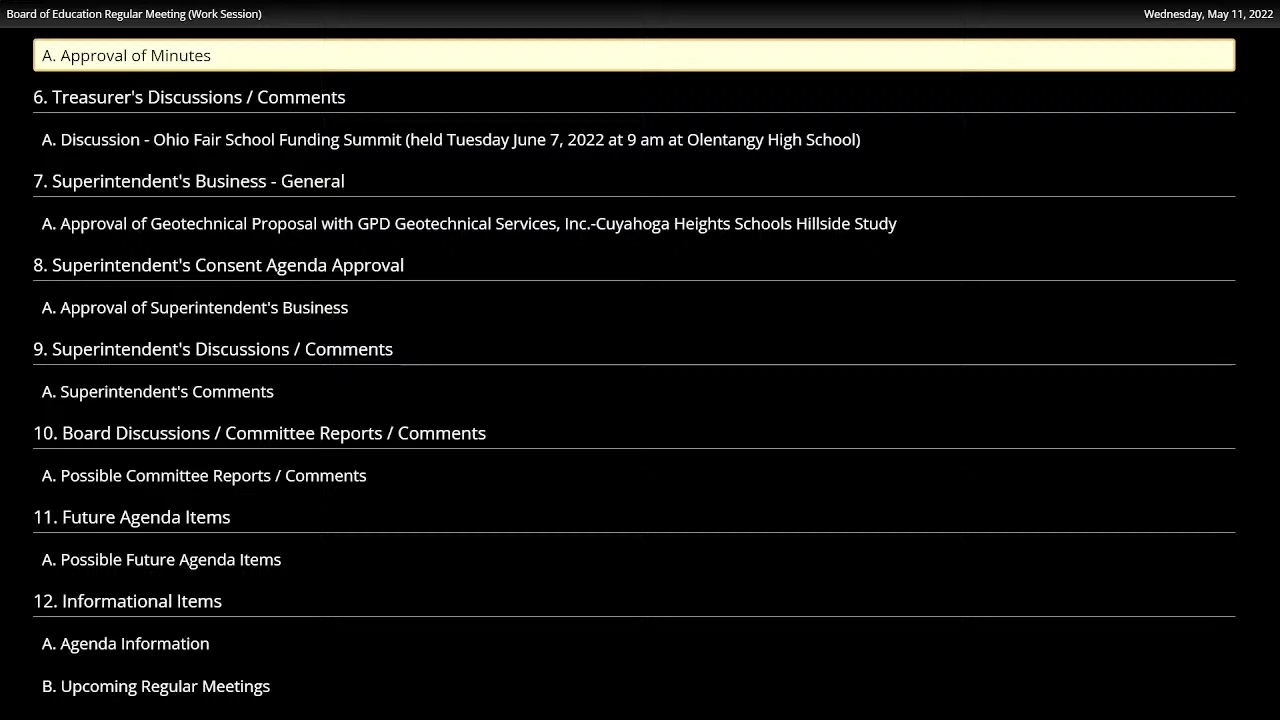 Board of Education Regular Meeting (Work Session)
Wednesday, May 11, 2022
A. Approval of Minutes
6. Treasurer's Discussions / Comments
A. Discussion - Ohio Fair School Funding Summit (held Tuesday June 7, 2022 at 9 am at Olentangy High School)
7. Superintendent's Business - General
A. Approval of Geotechnical Proposal with GPD Geotechnical Services, Inc.-Cuyahoga Heights Schools Hillside Study
8. Superintendent's Consent Agenda Approval
A. Approval of Superintendent's Business
9. Superintendent's Discussions / Comments
A. Superintendent's Comments
10. Board Discussions / Committee Reports / Comments
A. Possible Committee Reports / Comments
11. Future Agenda Items
A. Possible Future Agenda Items
12. Informational Items
A. Agenda Information
B. Upcoming Regular Meetings